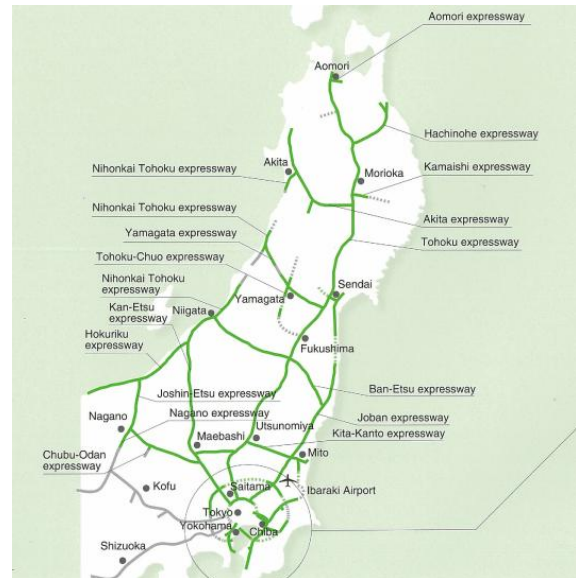 Aomori expressway
Aomori
Hachinohe expressway
Nihonkai Tohoku expressway
Akita
Morioka
Kamaishi expressway
Nihonkai Tohoku expressway
Akita expressway
Yamagata expressway
Tohoku expressway
Tohoku-Chuo expressway
Nihonkai Tohoku
expressway
Sendai
Yamagata
Kan-Etsu
expressway
Niigata
Hokuriku
expressway
Fukushima
Joshin-Etsu expressway
Ban-Etsu expressway
Nagano expressway
Joban expressway
Nagano
Utsunomiya
Kita-Kanto expressway
Maebashi
Chubu-Odan
expressway
Mito
Kofu
Saitama
Ibaraki Airport
Tokyo
Yokohama
Chiba
Shizuoka